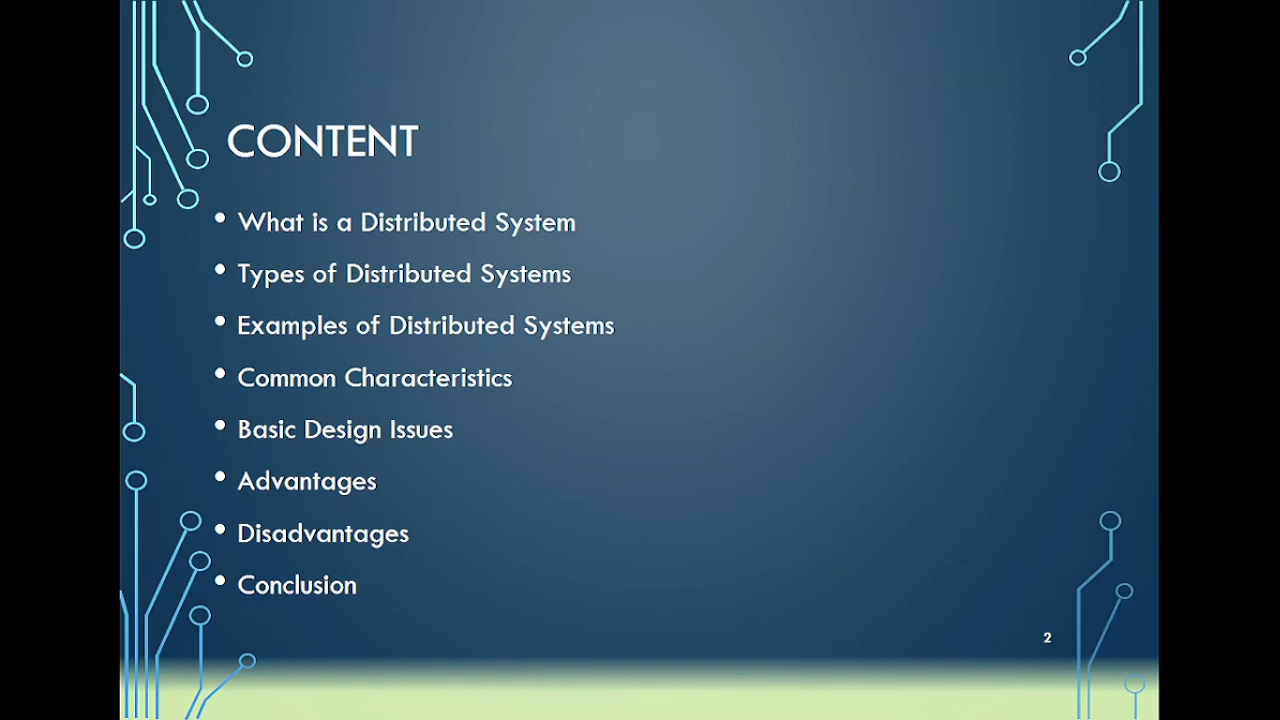 CONTENT
• What is a Distributed System
• Types of Distributed Systems
• Examples of Distributed Systems
• Common Characteristics
• Basic Design Issues
• Advantages
• Disadvantages
• Conclusion
2